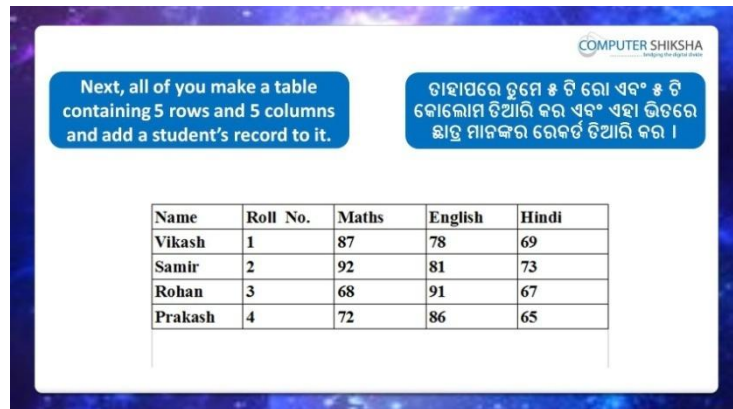 COMPUTER SHIKSHA
bridging the digital divide
Next, all of you make a table
containing 5 rows and 5 columns
and add a student's record to it.
ତାହାପରେ ତୁମେ ୫ ଟି ରୋ ଏବଂ ୫ ଟି
କୋଲୋମ ତିଆରି କର ଏବଂ ଏହା ଭିତରେ
ଛାତ୍ର ମାନଙ୍କର ରେକର୍ଡ ତିଆରି କର ।
Name Roll No. Maths English Hindi
Vikash 1 87 78 69
Samir 2 92 81 73
Rohan 3 68 91 67
Prakash 4 72 86 65